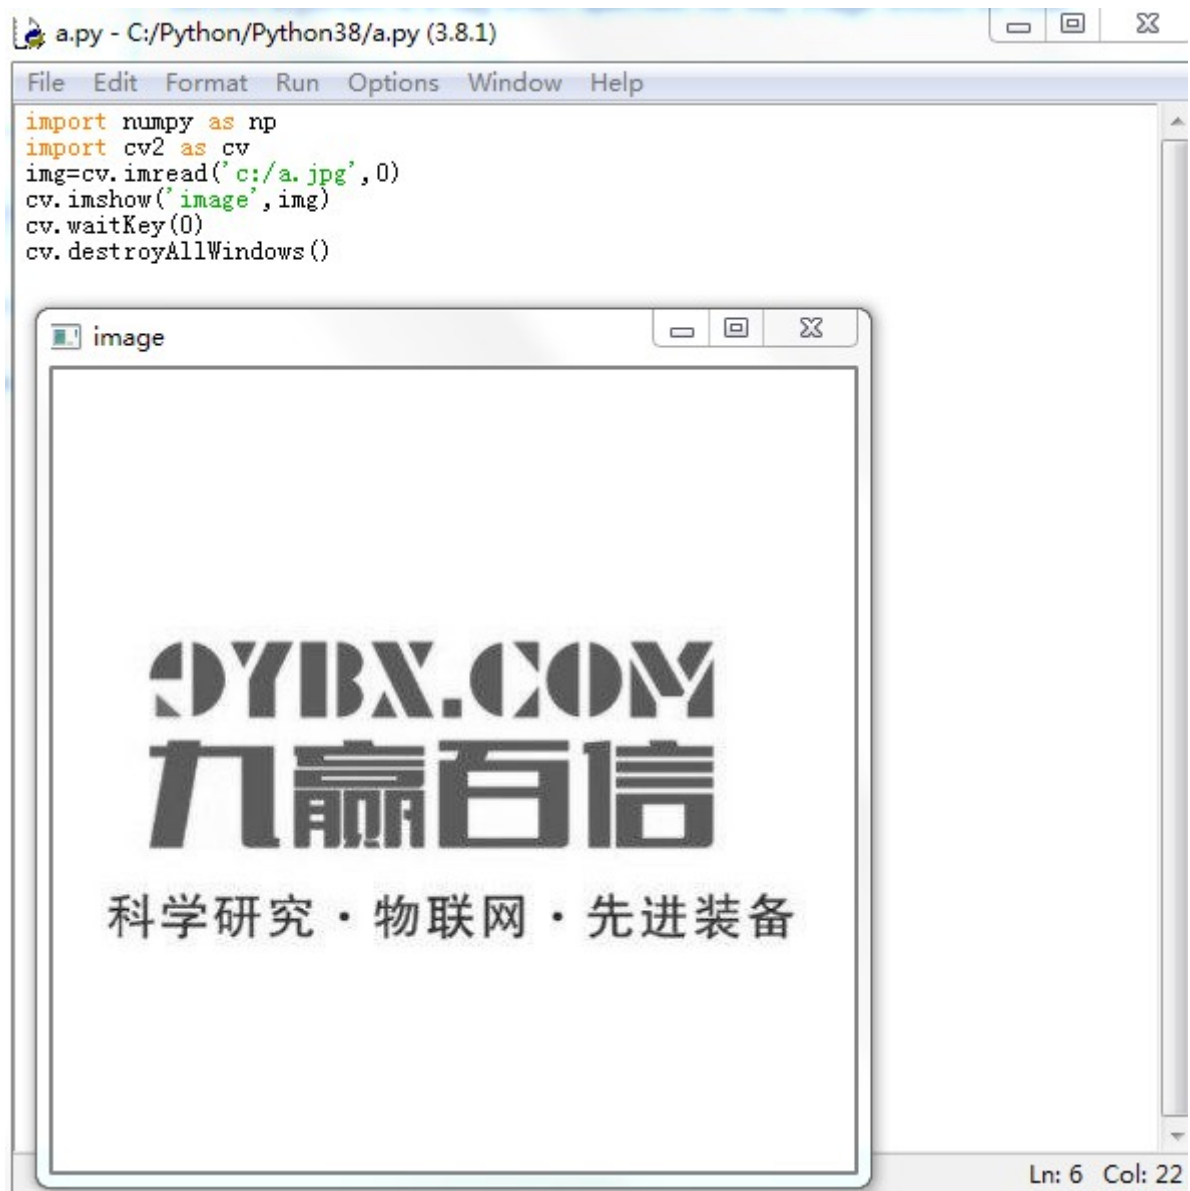 a.py - C:/Python/Python38/a.py (3.8.1)
File Edit Format Run Options Window Help
import numpy as np
import cv2 as cv
img=cv.imread('c:/a.jpg',0)
cv.imshow('image',img)
cv.waitKey(0)
cv.destroyAllWindows()
image
9YBX.COM
九赢百信
科学研究·物联网·先进装备
Ln: 6 Col: 22